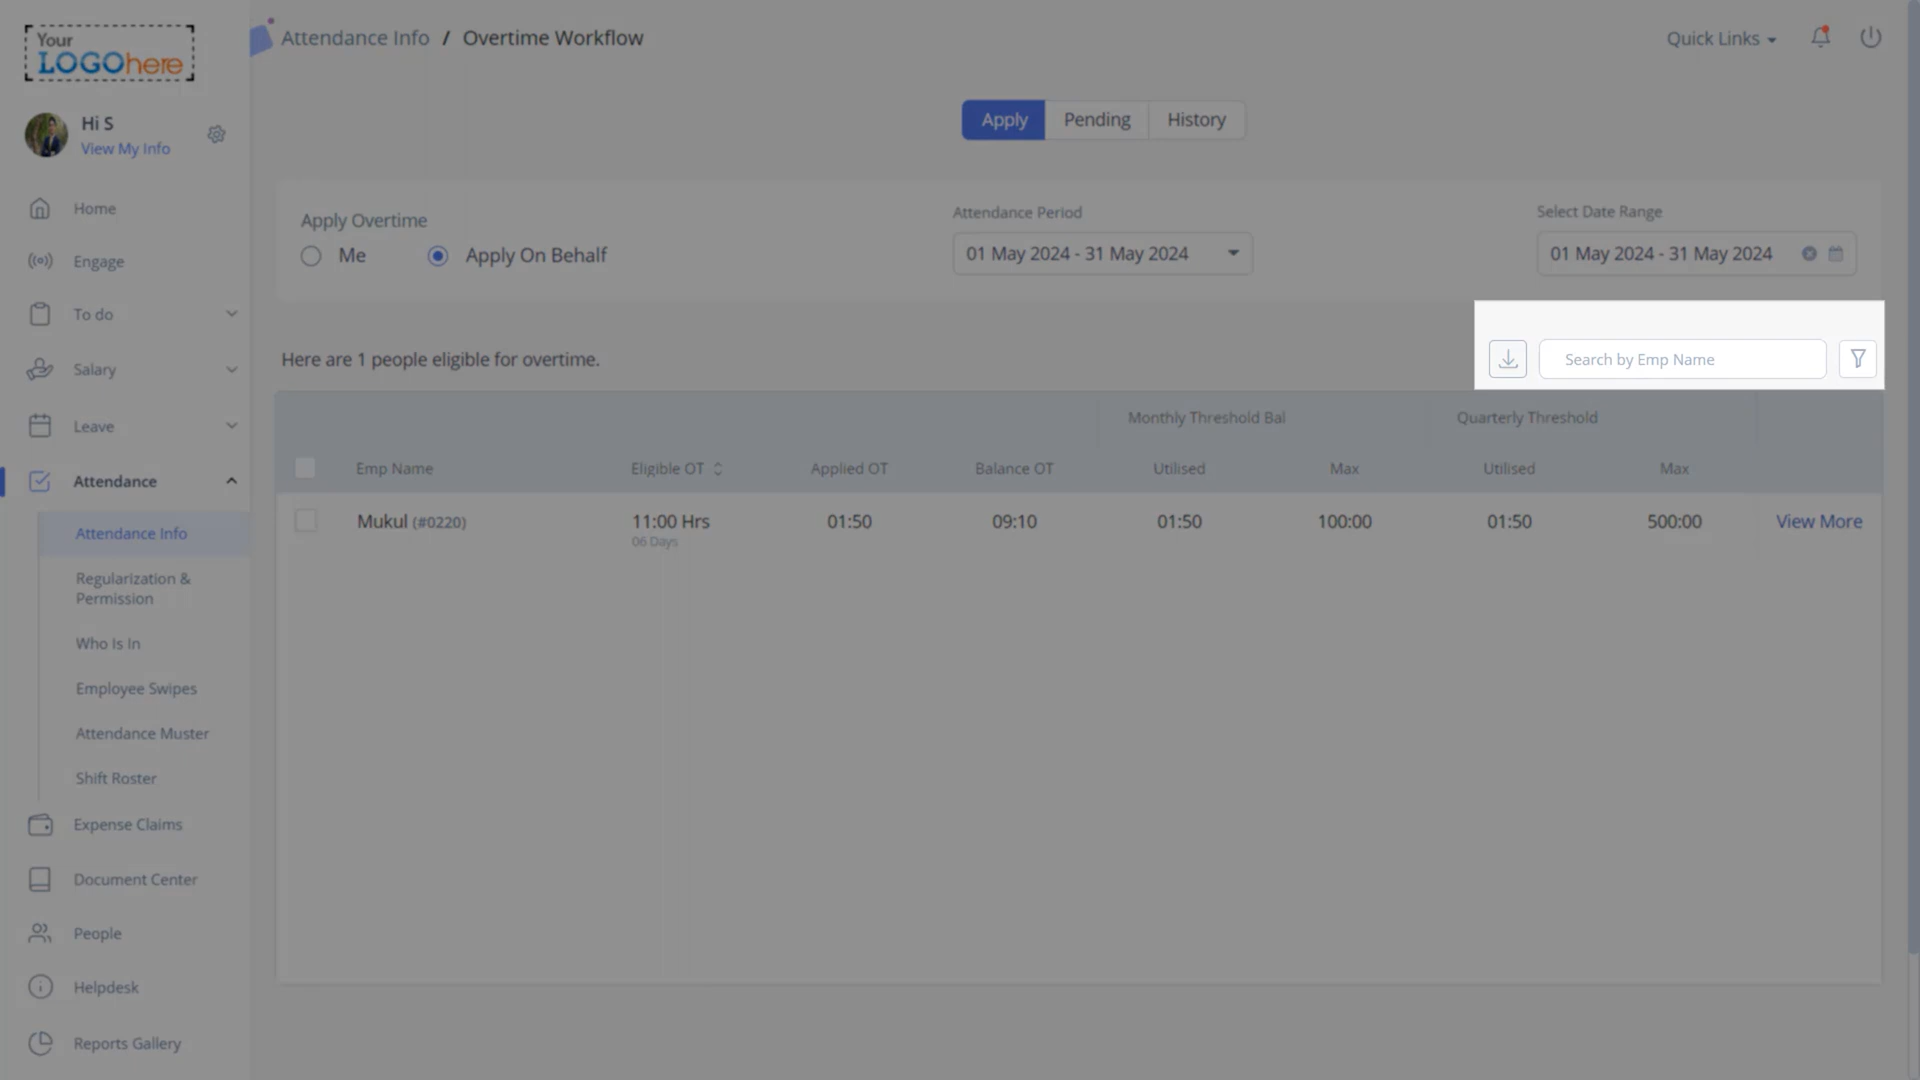 Your
LOGOhere
Hi S
View My Info
Home
Engage
To do
Salary
Leave
Attendance
Attendance Info
Regularization &
Permission
Who Is In
Employee Swipes
Attendance Muster
Shift Roster
Expense Claims
Document Center
People
Helpdesk
Reports Gallery
Attendance Info / Overtime Workflow
Quick Links
Apply Pending History
Apply Overtime
Me Apply On Behalf
Attendance Period
01 May 2024 - 31 May 2024
Select Date Range
01 May 2024 - 31 May 2024
Here are 1 people eligible for overtime.
Search by Emp Name
Monthly Threshold Bal Quarterly Threshold
Emp Name Eligible OT Applied OT Balance OT Utilised Max Utilised Max
Mukul (#0220) 11:00 Hrs 01:50 09:10 01:50 100:00 01:50 500:00 View More
06 Days